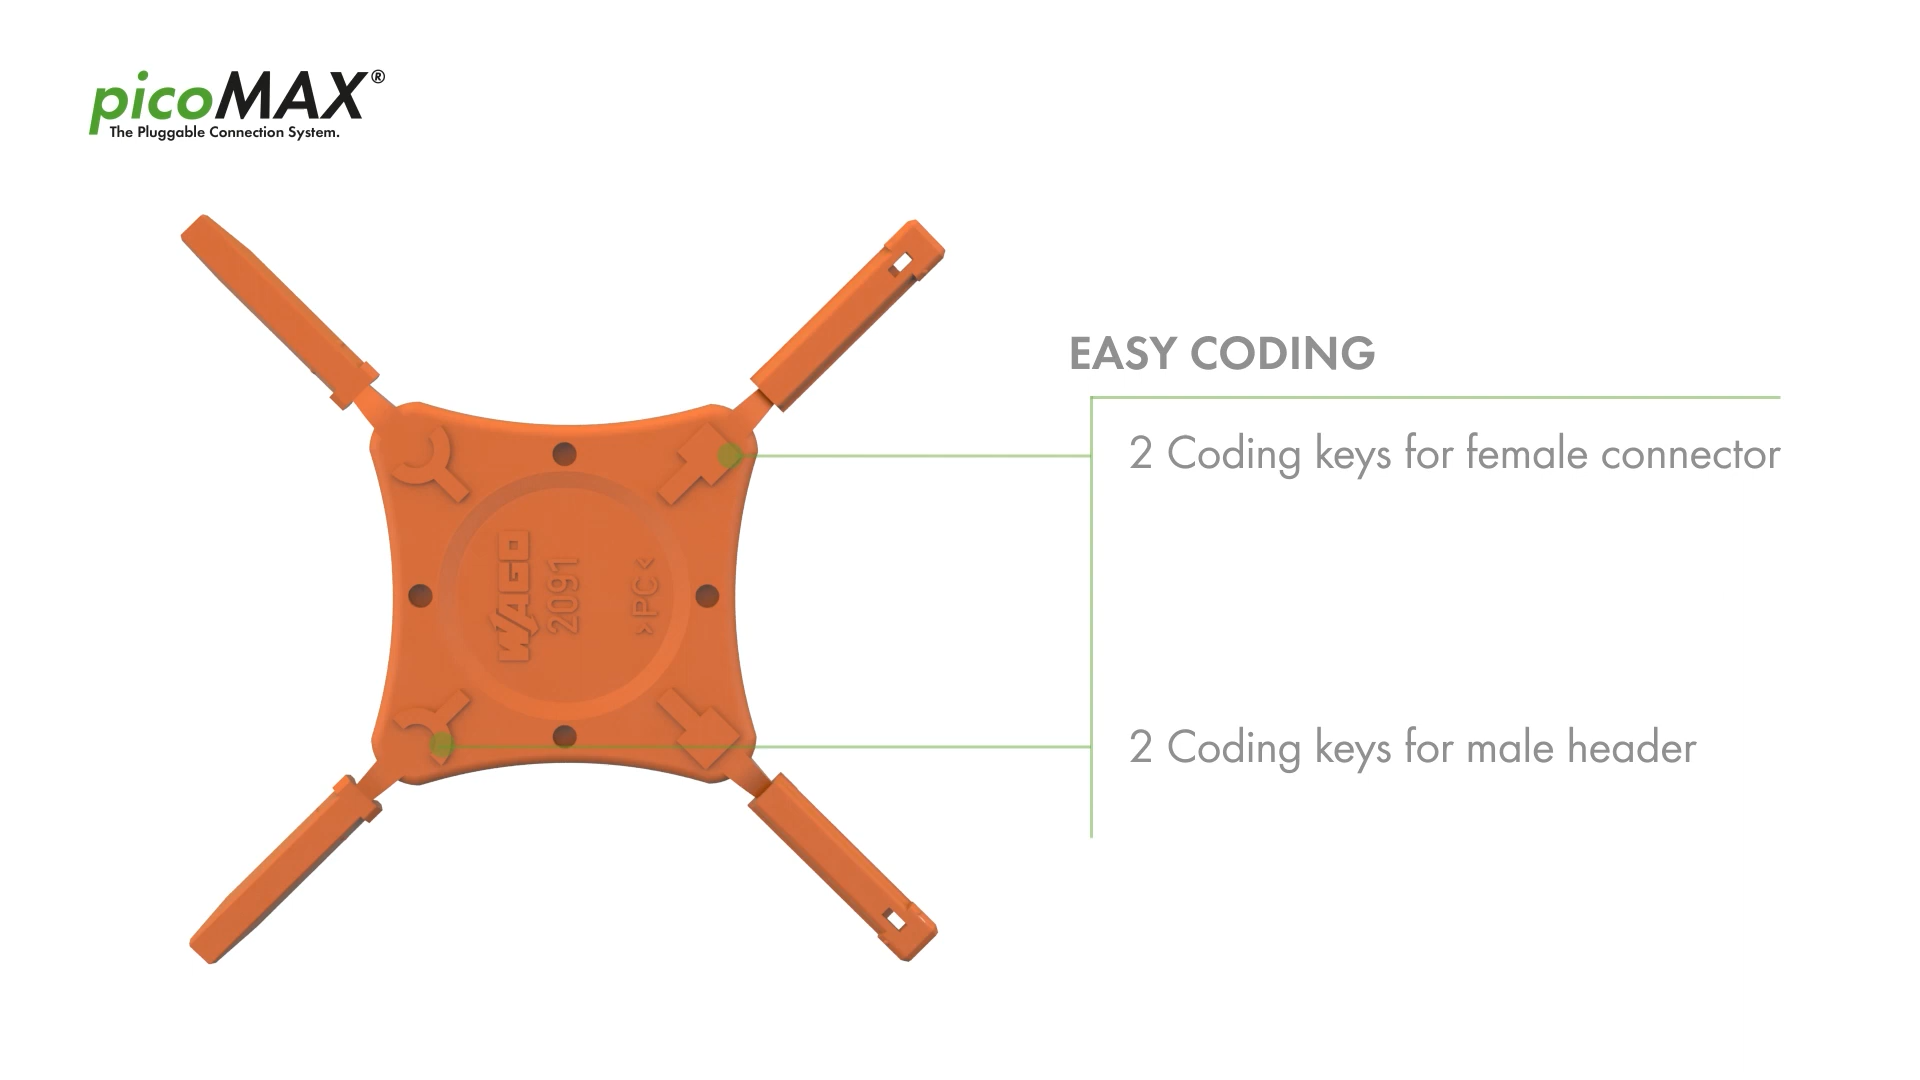 picoMAX®
The Pluggable Connection System.
EASY CODING
2 Coding keys for female connector
WAGO
2091
>PC<
2 Coding keys for male header